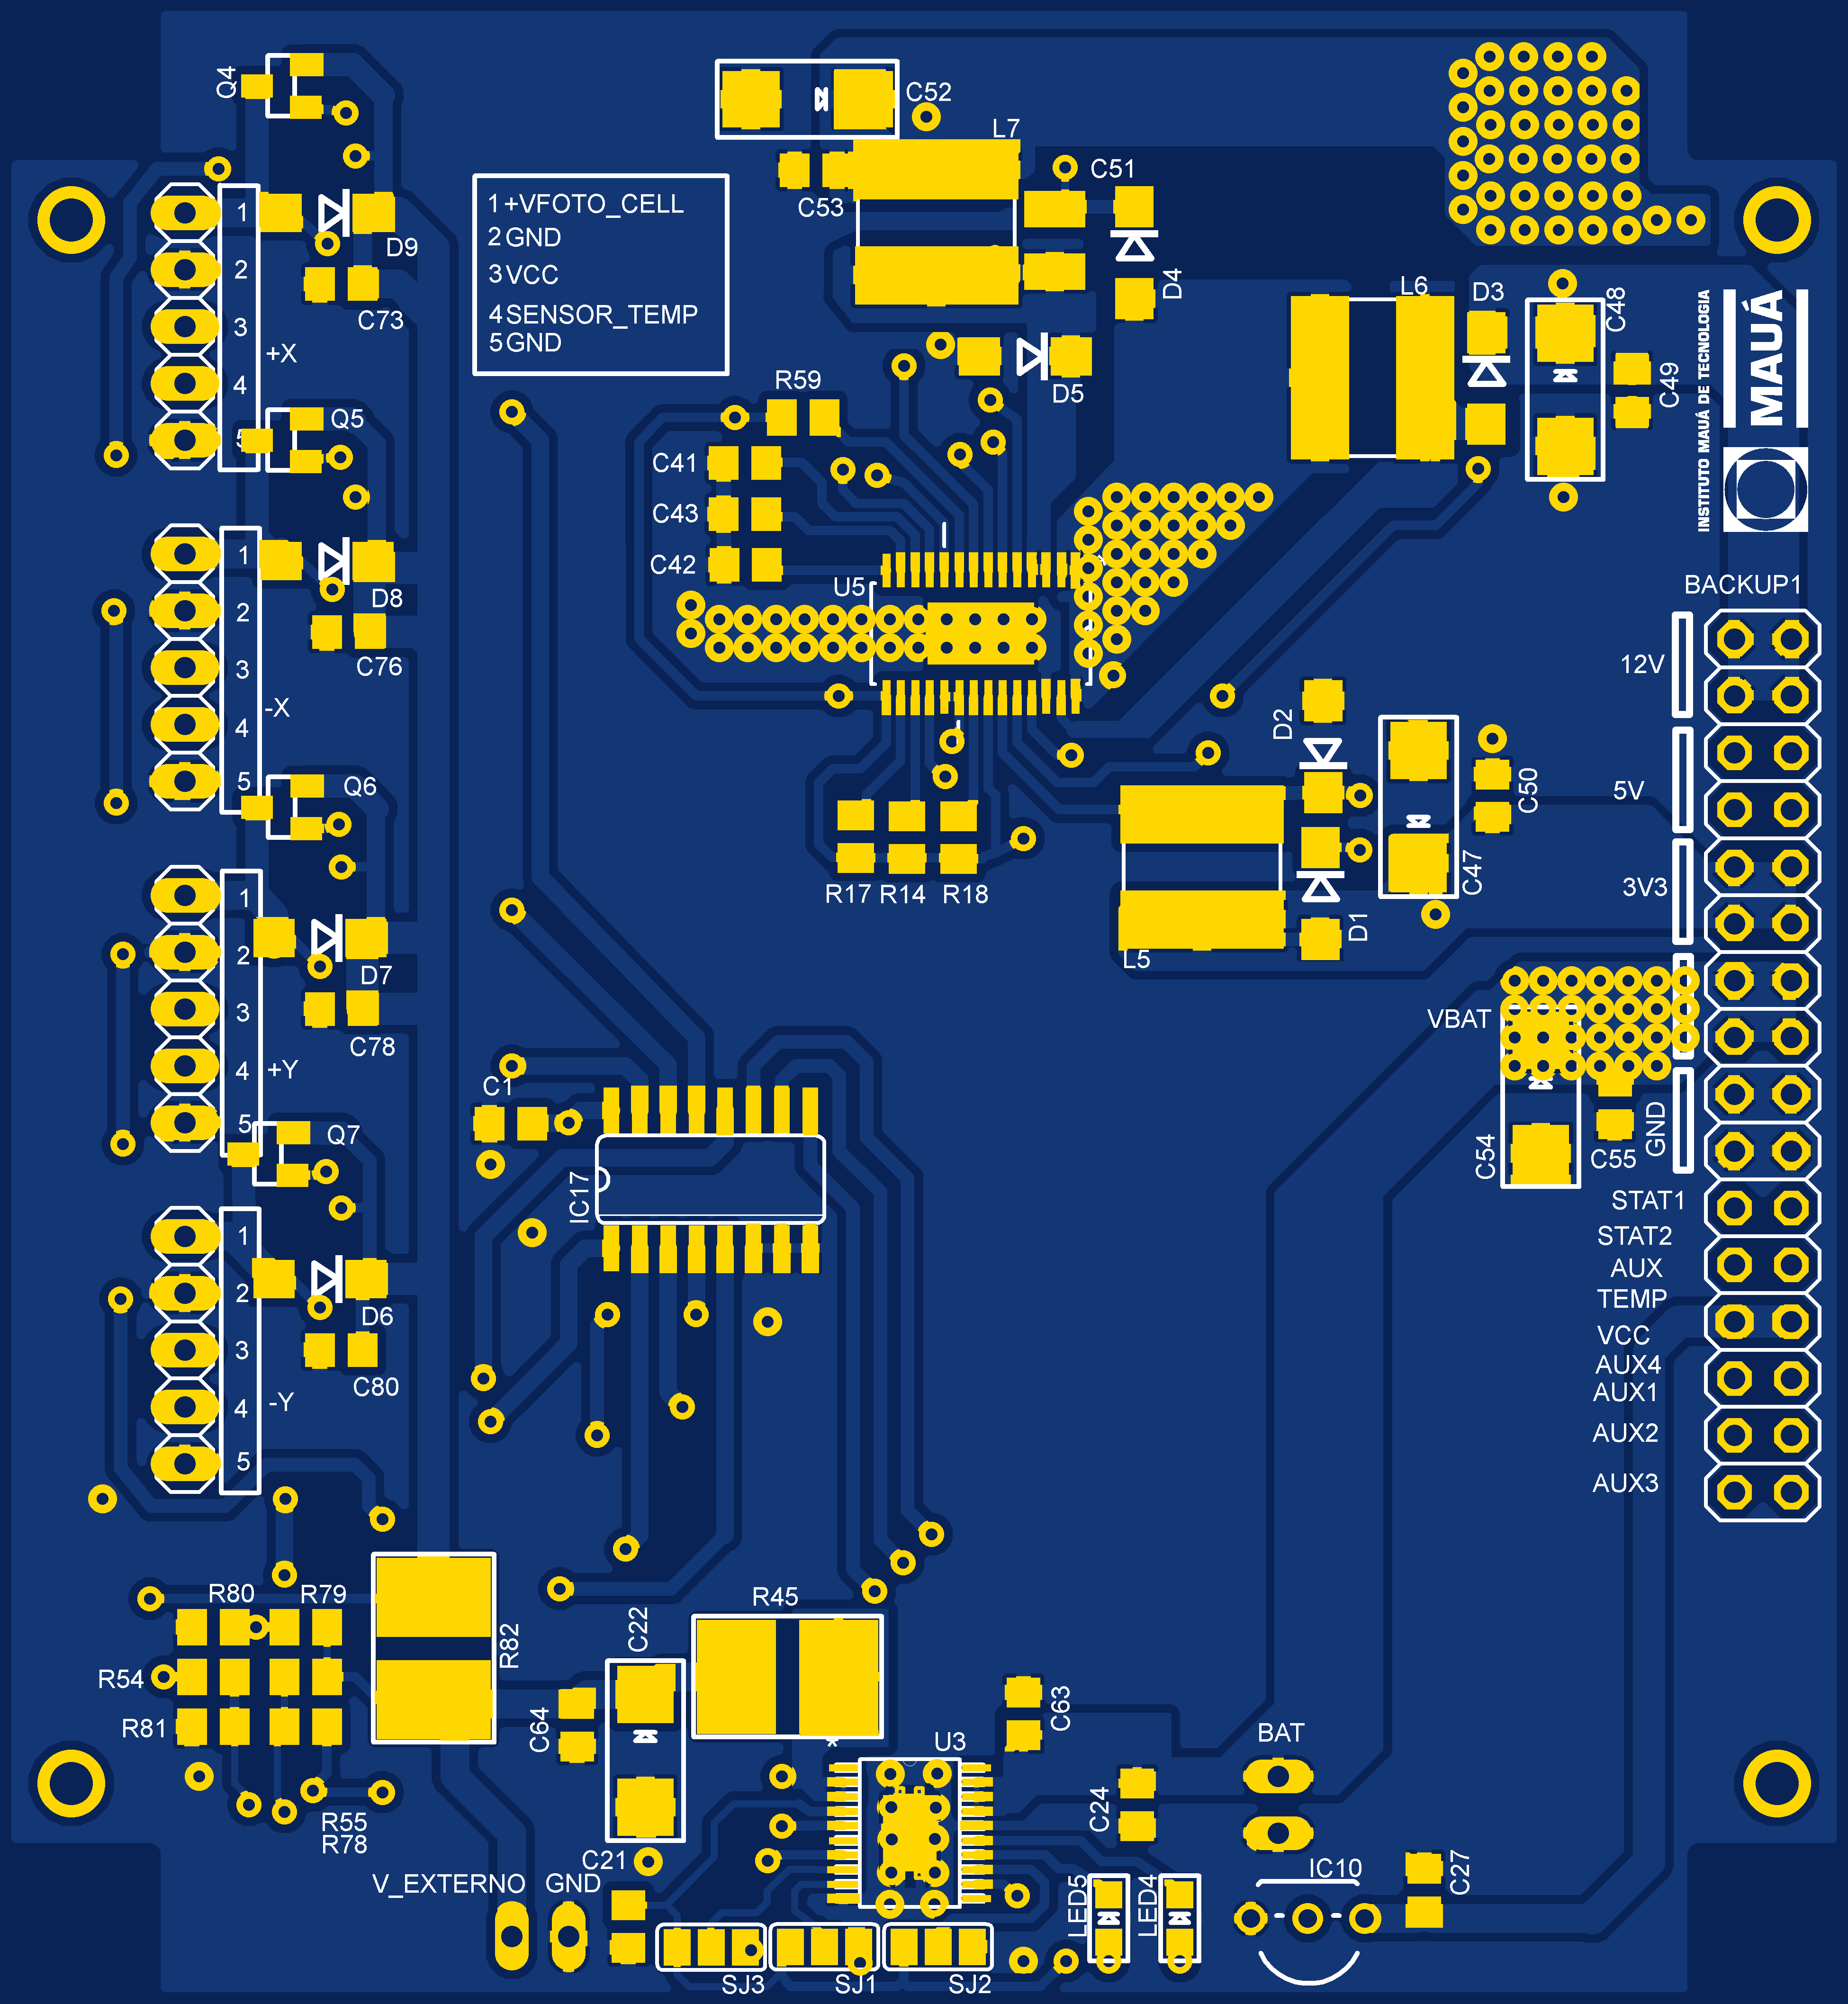 Q4
C52
L7
C51
C53
1 +VFOTO_CELL
2 GND
3 VCC
4 SENSOR_TEMP
5 GND
1
2
3
4
5
+X
D9
C73
Q5
D4
D5
L6
D3
C48
C49
INSTITUTO MAUÁ DE TECNOLOGIA
MAUÁ
R59
C41
C43
C42
U5
*
1
2
3
4
5
-X
D8
C76
Q6
BACKUP1
12V
5V
3V3
VBAT
GND
STAT1
STAT2
AUX
TEMP
VCC
AUX4
AUX1
AUX2
AUX3
D2
C50
C47
D1
L5
R17
R14
R18
1
2
3
4
5
+Y
D7
C78
Q7
C1
IC17
C54
C55
1
2
3
4
5
-Y
D6
C80
R80
R79
R54
R81
R55
R78
R82
R45
C22
C64
C63
*
U3
BAT
C24
IC10
C27
C21
V_EXTERNO
GND
LED5
LED4
SJ3
SJ1
SJ2